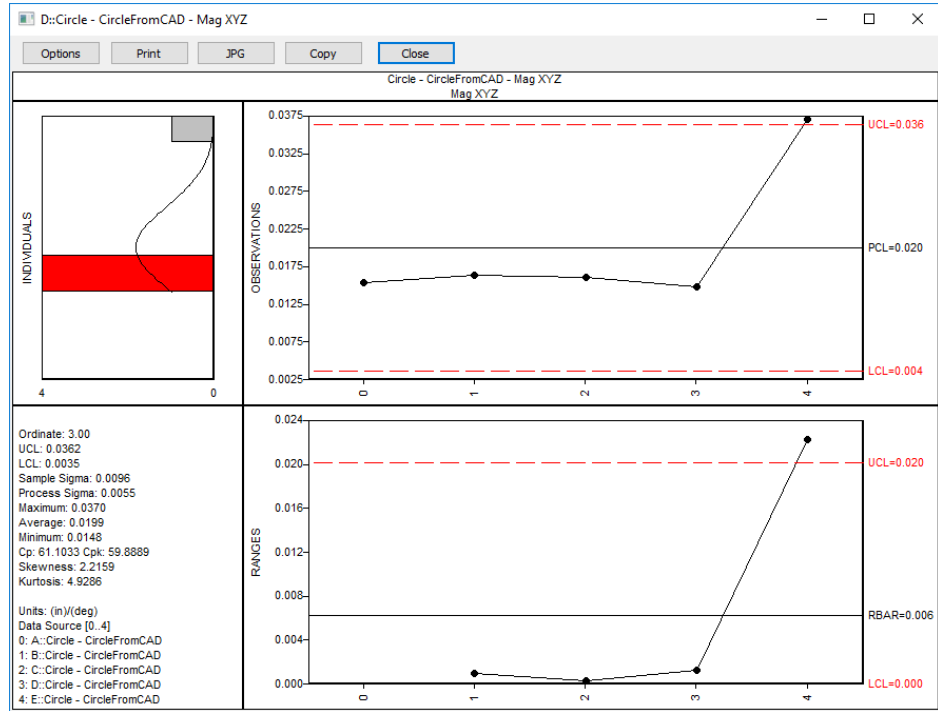 D::Circle - CircleFromCAD - Mag XYZ
Options Print JPG Copy Close
Circle - CircleFromCAD - Mag XYZ
Mag XYZ
INDIVIDUALS
4 0
OBSERVATIONS
0.0375
0.0325
0.0275
0.0225
0.0175
0.0125
0.0075
0.0025
UCL=0.036
PCL=0.020
LCL=0.004
0 1 2 3 4
Ordinate: 3.00
UCL: 0.0362
LCL: 0.0035
Sample Sigma: 0.0096
Process Sigma: 0.0055
Maximum: 0.0370
Average: 0.0199
Minimum: 0.0148
Cp: 61.1033 Cpk: 59.8889
Skewness: 2.2159
Kurtosis: 4.9286
Units: (in)/(deg)
Data Source [0..4]
0: A::Circle - CircleFromCAD
1: B::Circle - CircleFromCAD
2: C::Circle - CircleFromCAD
3: D::Circle - CircleFromCAD
4: E::Circle - CircleFromCAD
RANGES
0.024
0.020
0.016
0.012
0.008
0.004
0.000
UCL=0.020
RBAR=0.006
LCL=0.000
0 1 2 3 4